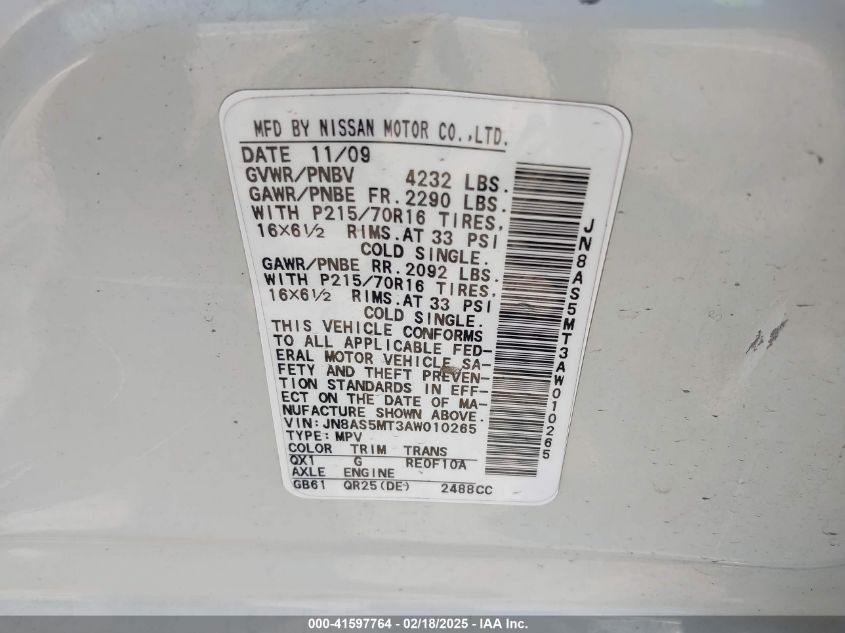 MFD BY NISSAN MOTOR CO.,LTD.
DATE 11/09
GVWR/PNBV 4232 LBS.
GAWR/PNBE FR.2290 LBS.
WITH P215/70R16 TIRES,
16×6½ RIMS.AT 33 PSI
COLD SINGLE.
GAWR/PNBE RR.2092 LBS.
WITH P215/70R16 TIRES,
16×6½ RIMS.AT 33 PSI
COLD SINGLE.
THIS VEHICLE CONFORMS
TO ALL APPLICABLE FED-
ERAL MOTOR VEHICLE SA-
FETY AND THEFT PREVEN-
TION STANDARDS IN EFF-
ECT ON THE DATE OF MA-
NUFACTURE SHOWN ABOVE.
VIN: JN8AS5MT3AW010265
TYPE: MPV
COLOR TRIM TRANS
QX1 G RE0F10A
AXLE ENGINE
GB61 QR25(DE) 2488CC
JN8AS5MT3AW010265
000-41597764 / 02/18/2025 - IAA Inc.